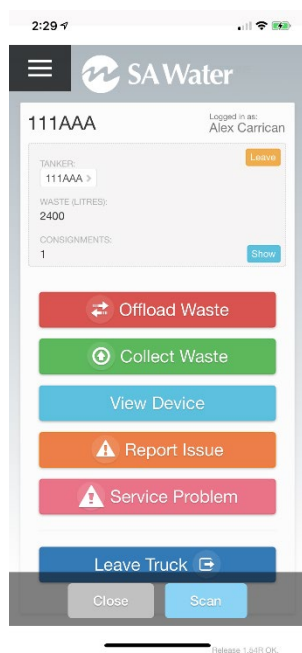 2:29
SA Water
111AAA
Logged in as:
Alex Carrican
TANKER:
Leave
111AAA >
WASTE (LITRES):
2400
CONSIGNMENTS:
1
Show
Offload Waste
Collect Waste
View Device
Report Issue
Service Problem
Leave Truck
Close
Scan
Release 1.54R OK.